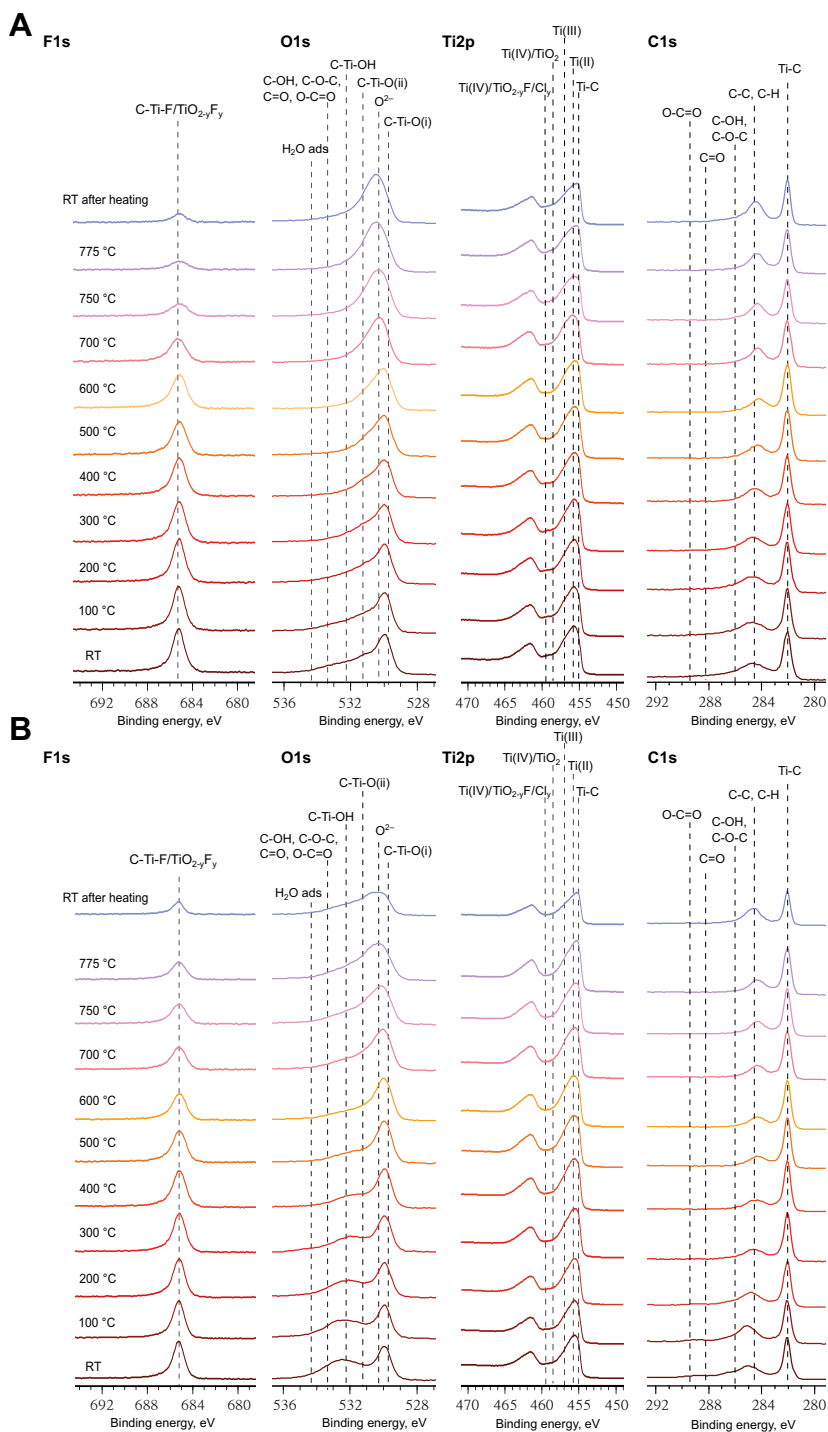 A
F1s
O1s
Ti2p
C1s
Ti(III)
Ti(IV)/TiO₂
Ti(II)
C-Ti-OH
Ti-C
C-OH, C-O-C,
C=O, O-C=O
C-Ti-O(ii)
Ti(IV)/TiO₂₋yF/Cly
Ti-C
C-C, C-H
C-Ti-F/TiO₂₋yFy
O²⁻
O-C=O
C-OH,
C-O-C
C-Ti-O(i)
H₂O ads
C=O
RT after heating
775 °C
750 °C
700 °C
600 °C
500 °C
400 °C
300 °C
200 °C
100 °C
RT
692 688 684 680
536 532 528
470 465 460 455 450
292 288 284 280
Binding energy, eV
Binding energy, eV
Binding energy, eV
Binding energy, eV
B
F1s
O1s
Ti2p
C1s
Ti(III)
Ti(IV)/TiO₂
Ti(II)
C-Ti-O(ii)
Ti-C
Ti(IV)/TiO₂₋yF/Cly
Ti-C
C-C, C-H
C-Ti-OH
O-C=O
C-OH,
C-O-C
C-OH, C-O-C,
C=O, O-C=O
O²⁻
C-Ti-O(i)
C-Ti-F/TiO₂₋yFy
C=O
H₂O ads
RT after heating
775 °C
750 °C
700 °C
600 °C
500 °C
400 °C
300 °C
200 °C
100 °C
RT
692 688 684 680
536 532 528
470 465 460 455 450
292 288 284 280
Binding energy, eV
Binding energy, eV
Binding energy, eV
Binding energy, eV